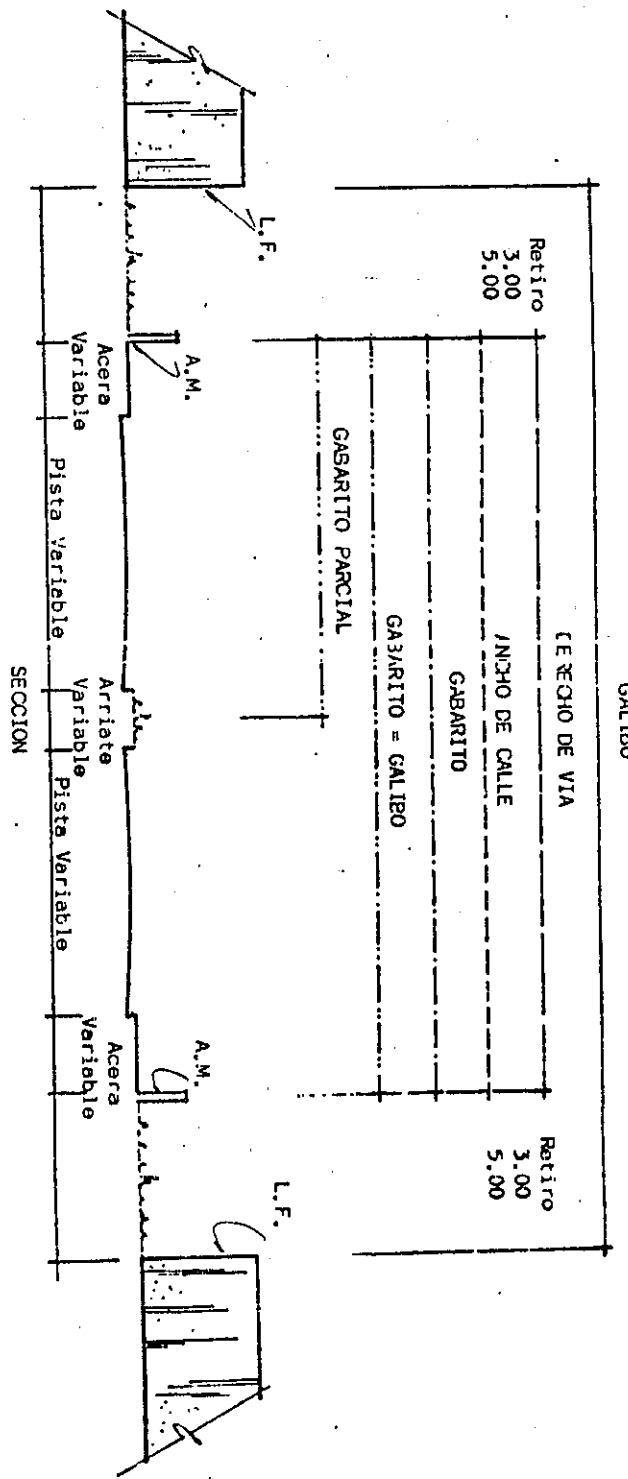 GALIBO
DERECHO DE VIA
ANCHO DE CALLE
GABARITO
GABARITO = GALIBO
GABARITO PARCIAL
Retiro
3.00
5.00
Retiro
3.00
5.00
L.F.
A.M.
A.M.
L.F.
Acera
Variable
Pista Variable
Arriate
Variable
Pista Variable
Acera
Variable
SECCION